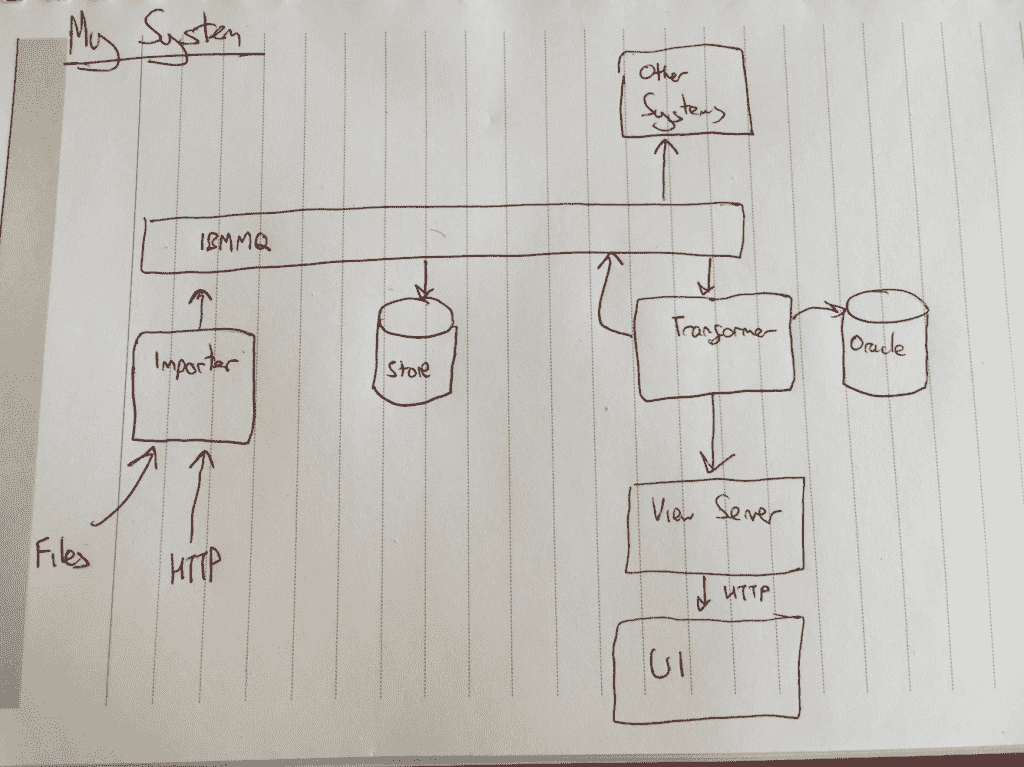 My System
Other
Systems
IBMMQ
Importer
Store
Transformer
Oracle
Files
HTTP
View Server
HTTP
UI